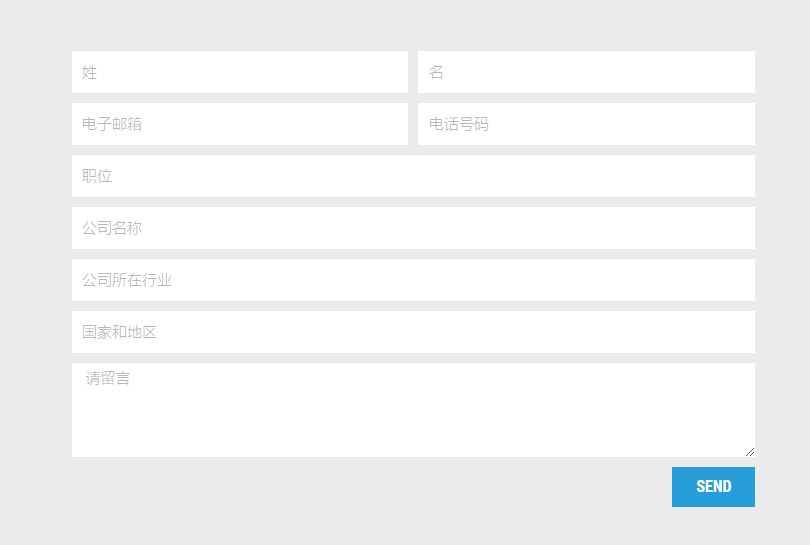 姓
名
电子邮箱
电话号码
职位
公司名称
公司所在行业
国家和地区
请留言
SEND